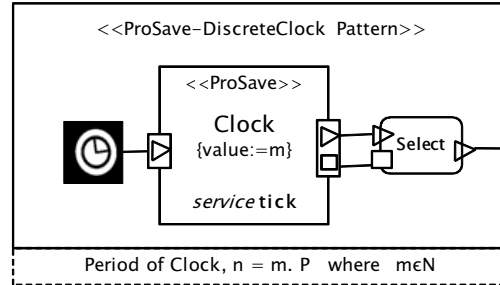 <<ProSave-DiscreteClock Pattern>>
<<ProSave>>
Clock
{value:=m}
service tick
Select
Period of Clock, n = m. P where mϵN